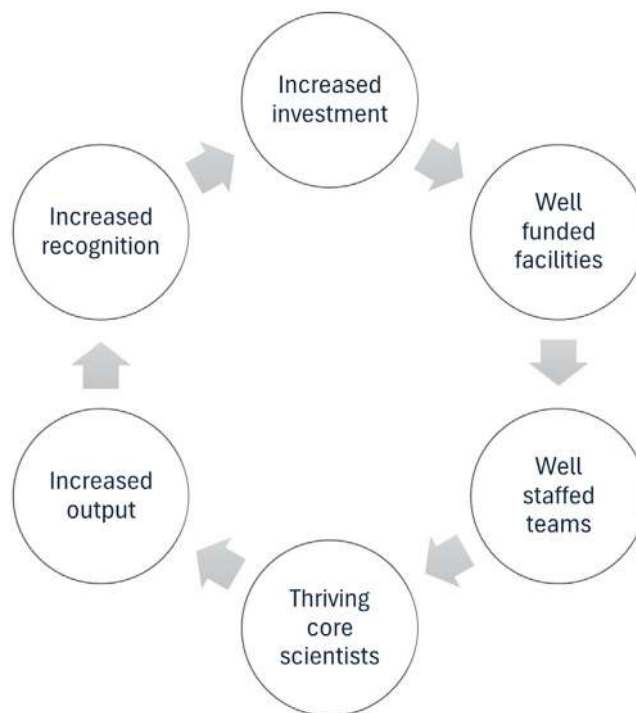 Increased
investment
Well
funded
facilities
Well
staffed
teams
Thriving
core
scientists
Increased
output
Increased
recognition